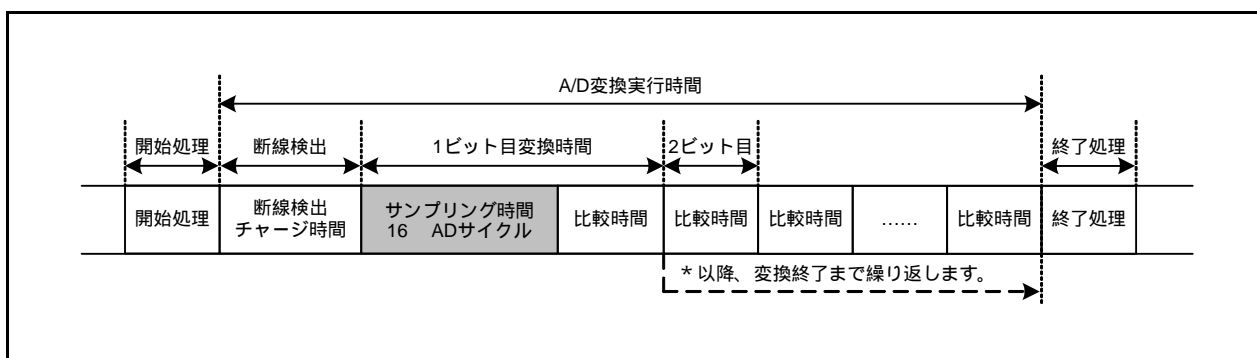 A/D変換実行時間
開始処理 断線検出 1ビット目変換時間 2ビット目 終了処理
開始処理 断線検出
チャージ時間 サンプリング時間
16 ADサイクル 比較時間 比較時間 比較時間 …… 比較時間 終了処理
*以降、変換終了まで繰り返します。